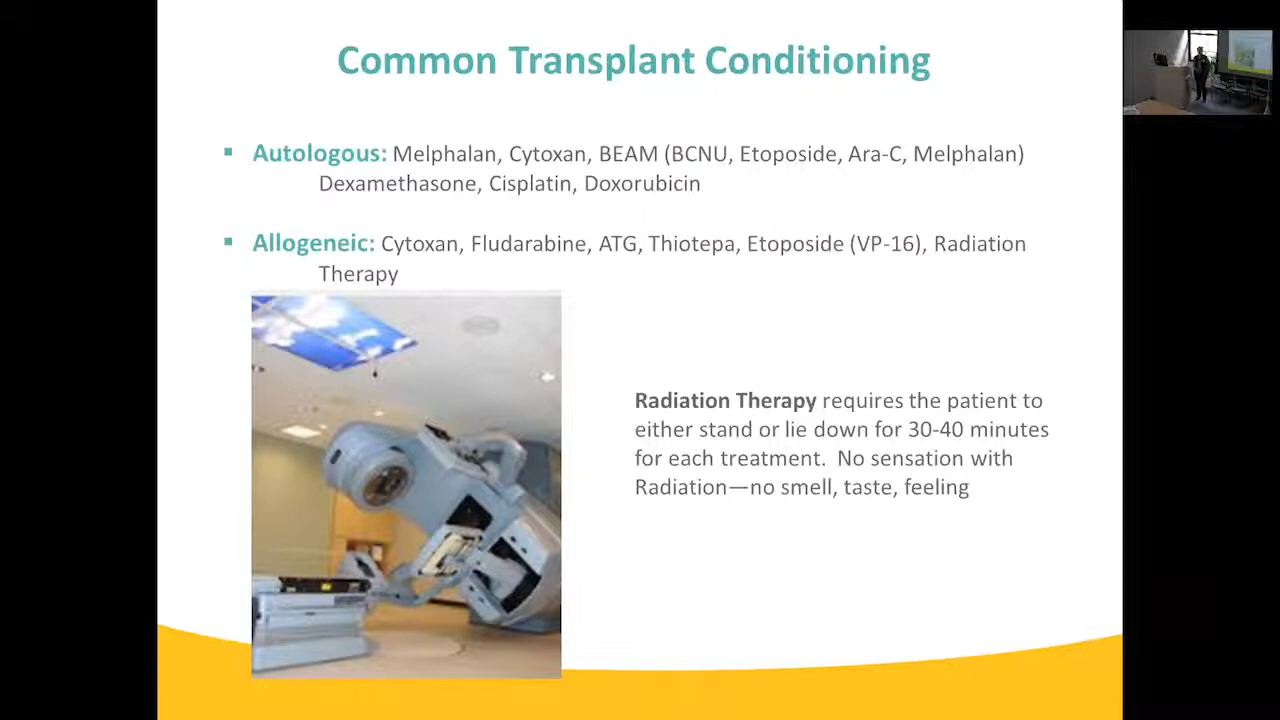 Common Transplant Conditioning
▪ Autologous: Melphalan, Cytoxan, BEAM (BCNU, Etoposide, Ara-C, Melphalan)
Dexamethasone, Cisplatin, Doxorubicin
▪ Allogeneic: Cytoxan, Fludarabine, ATG, Thiotepa, Etoposide (VP-16), Radiation
Therapy
Radiation Therapy requires the patient to
either stand or lie down for 30-40 minutes
for each treatment.  No sensation with
Radiation—no smell, taste, feeling